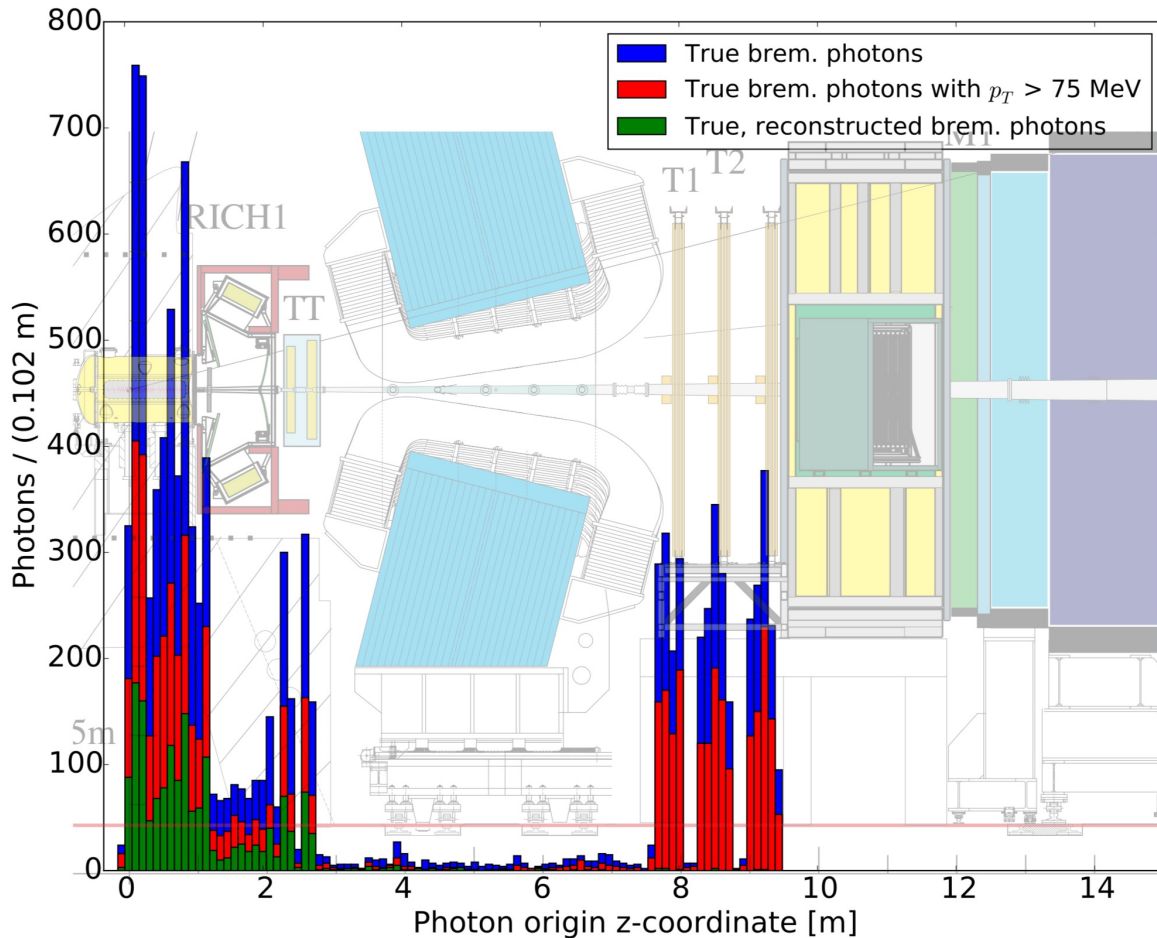 800
700
600
500
400
300
200
100
0
Photons / (0.102 m)
True brem. photons
True brem. photons with p_T > 75 MeV
True, reconstructed brem. photons
M1
T2
T1
RICH1
TT
5m
0 2 4 6 8 10 12 14
Photon origin z-coordinate [m]